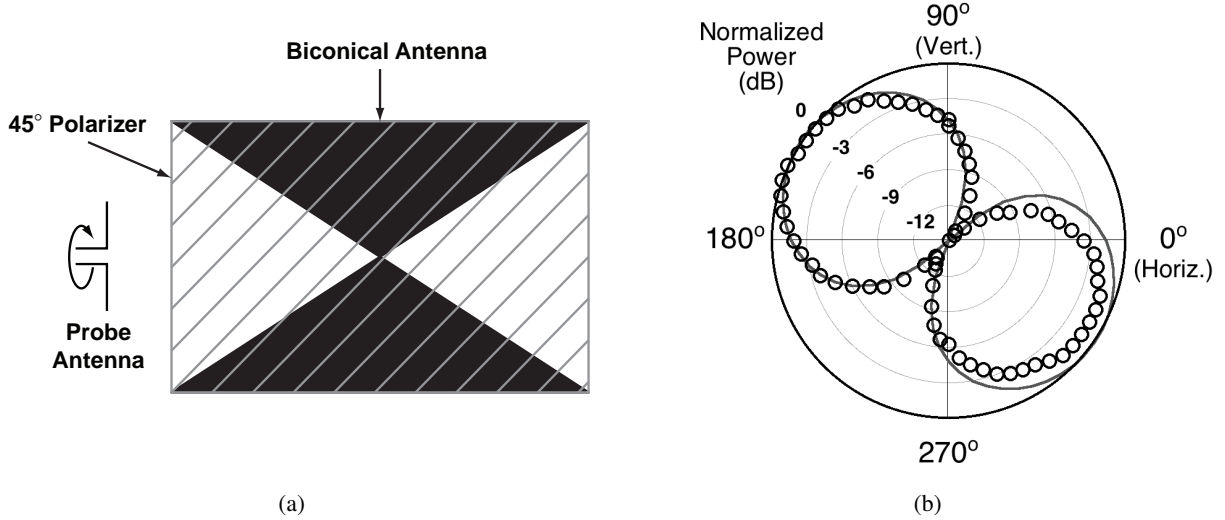 Biconical Antenna
45° Polarizer
Probe
Antenna
(a)
90°
(Vert.)
Normalized
Power
(dB)
0
-3
-6
-9
-12
180°
0°
(Horiz.)
270°
(b)